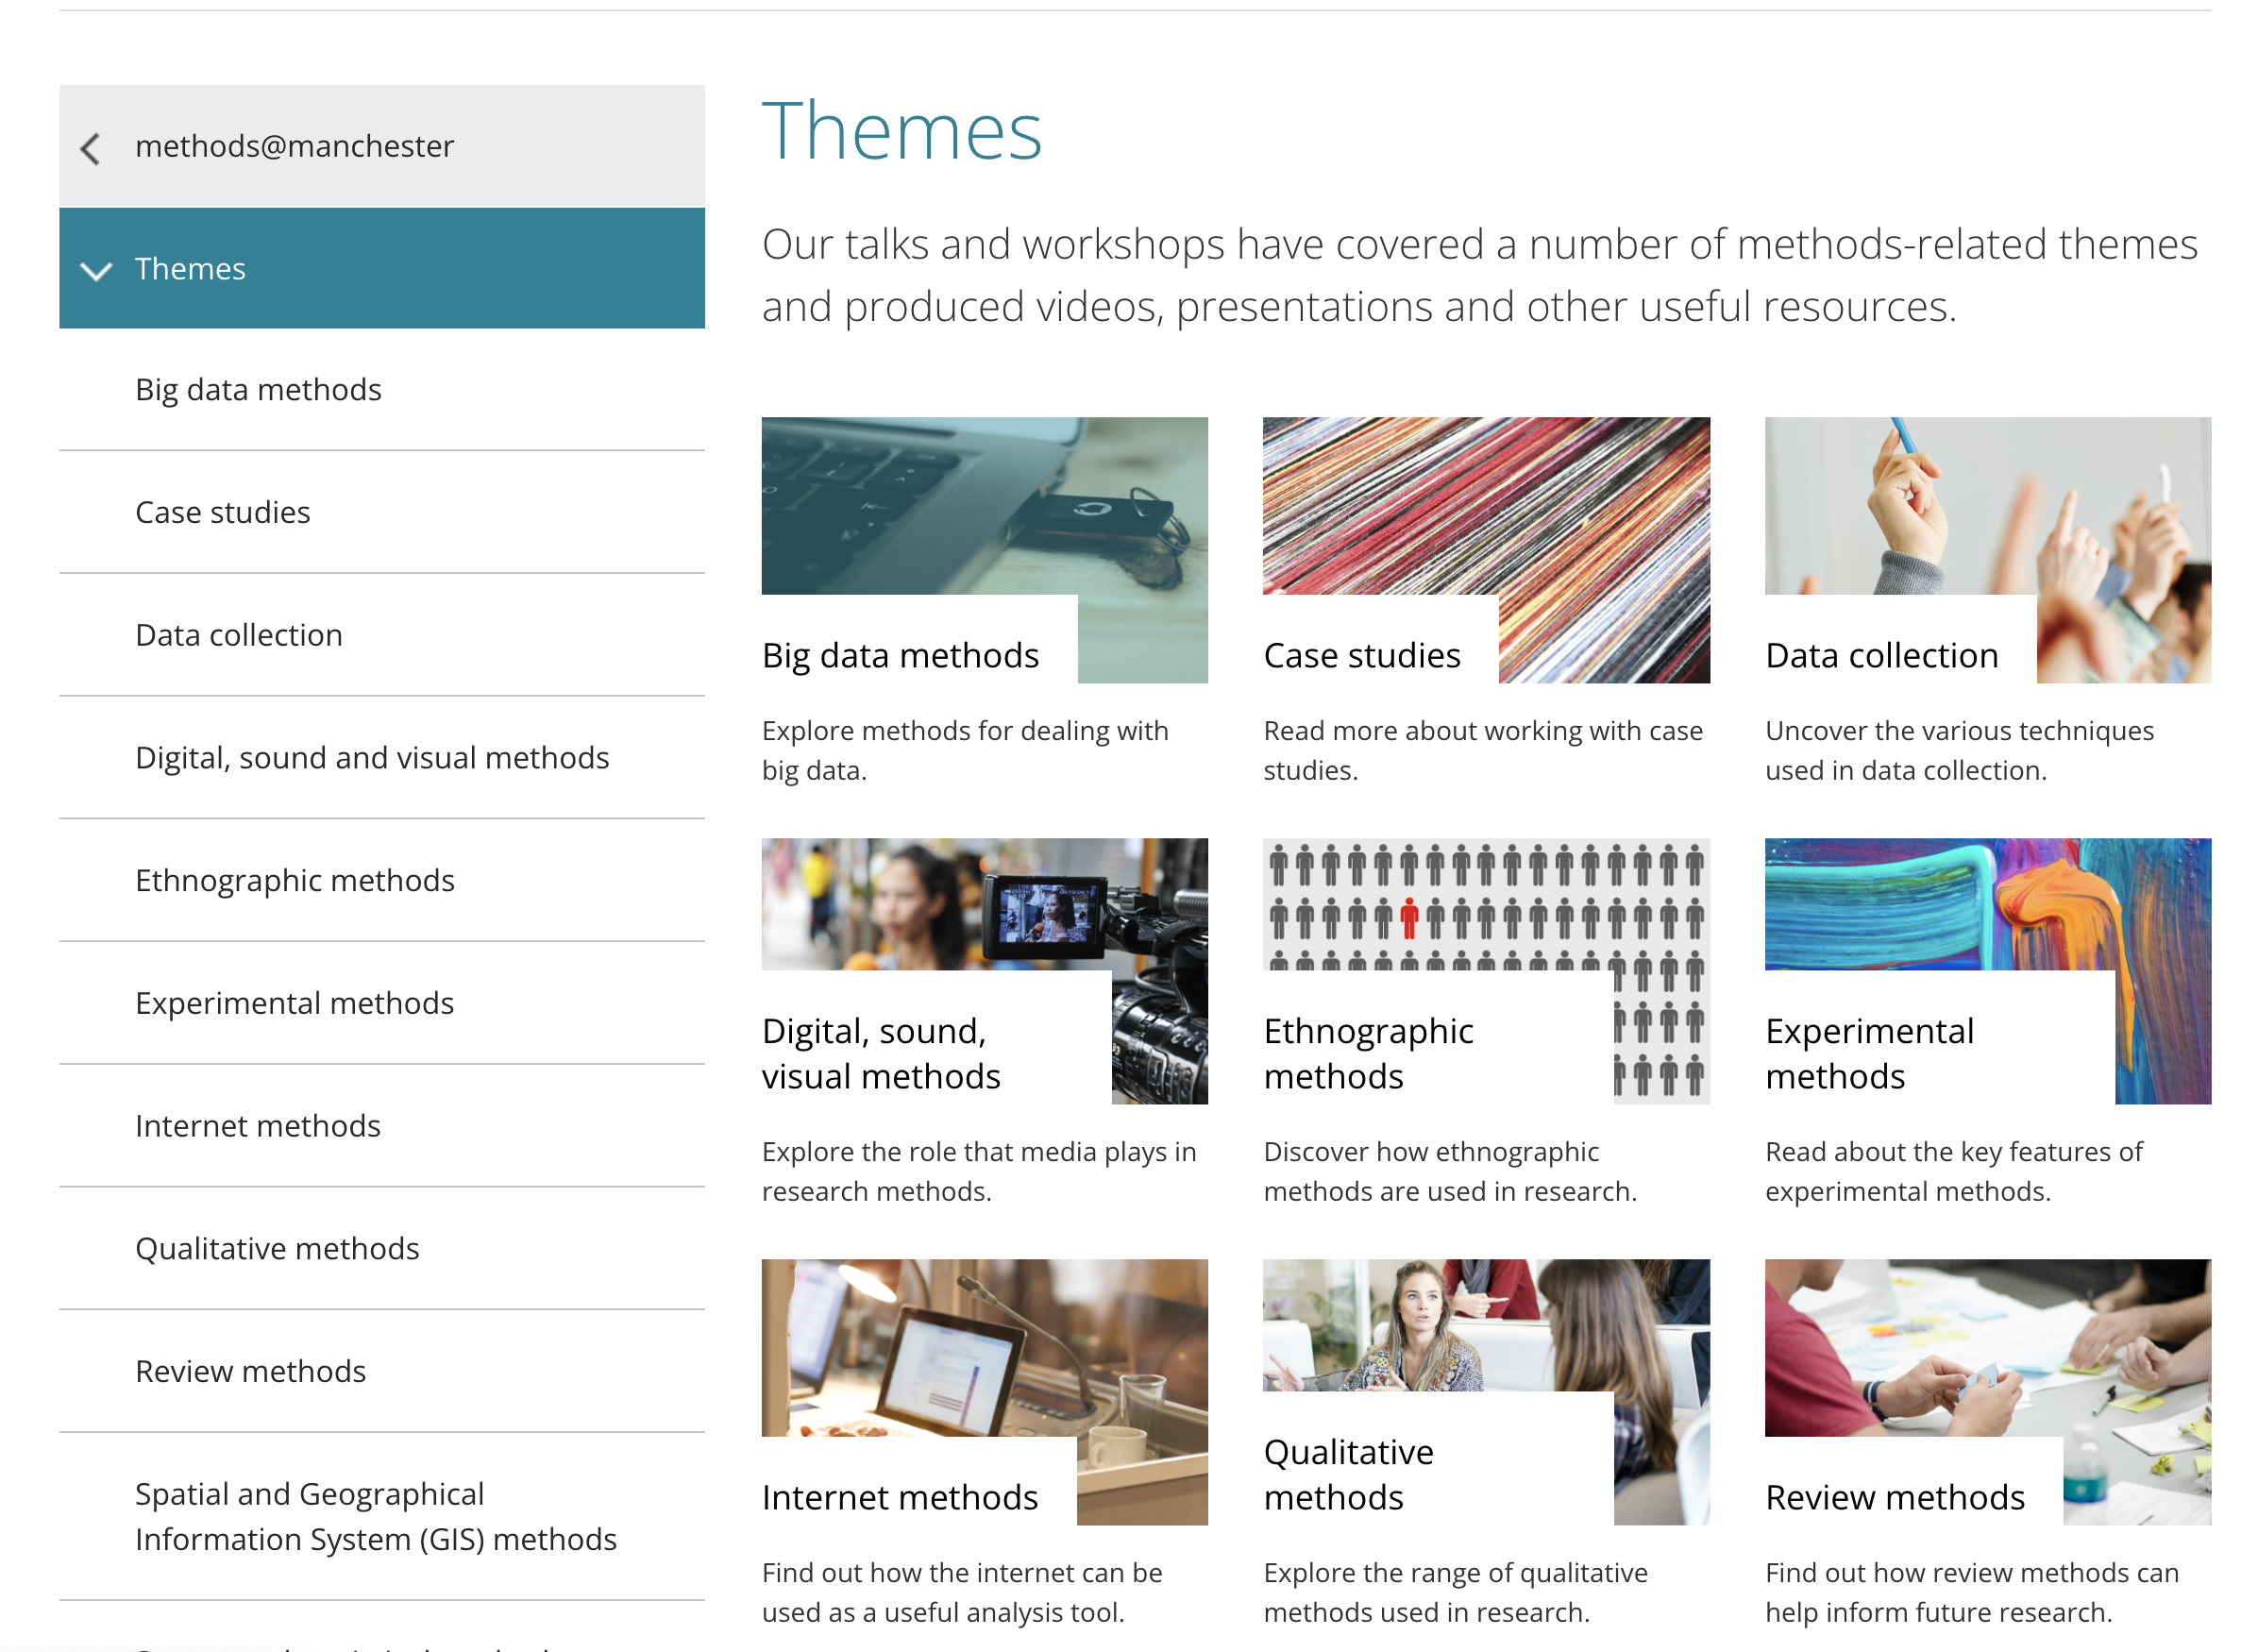 methods@manchester
Themes
Big data methods
Case studies
Data collection
Digital, sound and visual methods
Ethnographic methods
Experimental methods
Internet methods
Qualitative methods
Review methods
Spatial and Geographical
Information System (GIS) methods
Themes
Our talks and workshops have covered a number of methods-related themes
and produced videos, presentations and other useful resources.
Big data methods
Explore methods for dealing with
big data.
Case studies
Read more about working with case
studies.
Data collection
Uncover the various techniques
used in data collection.
Digital, sound,
visual methods
Explore the role that media plays in
research methods.
Ethnographic
methods
Discover how ethnographic
methods are used in research.
Experimental
methods
Read about the key features of
experimental methods.
Internet methods
Find out how the internet can be
used as a useful analysis tool.
Qualitative
methods
Explore the range of qualitative
methods used in research.
Review methods
Find out how review methods can
help inform future research.